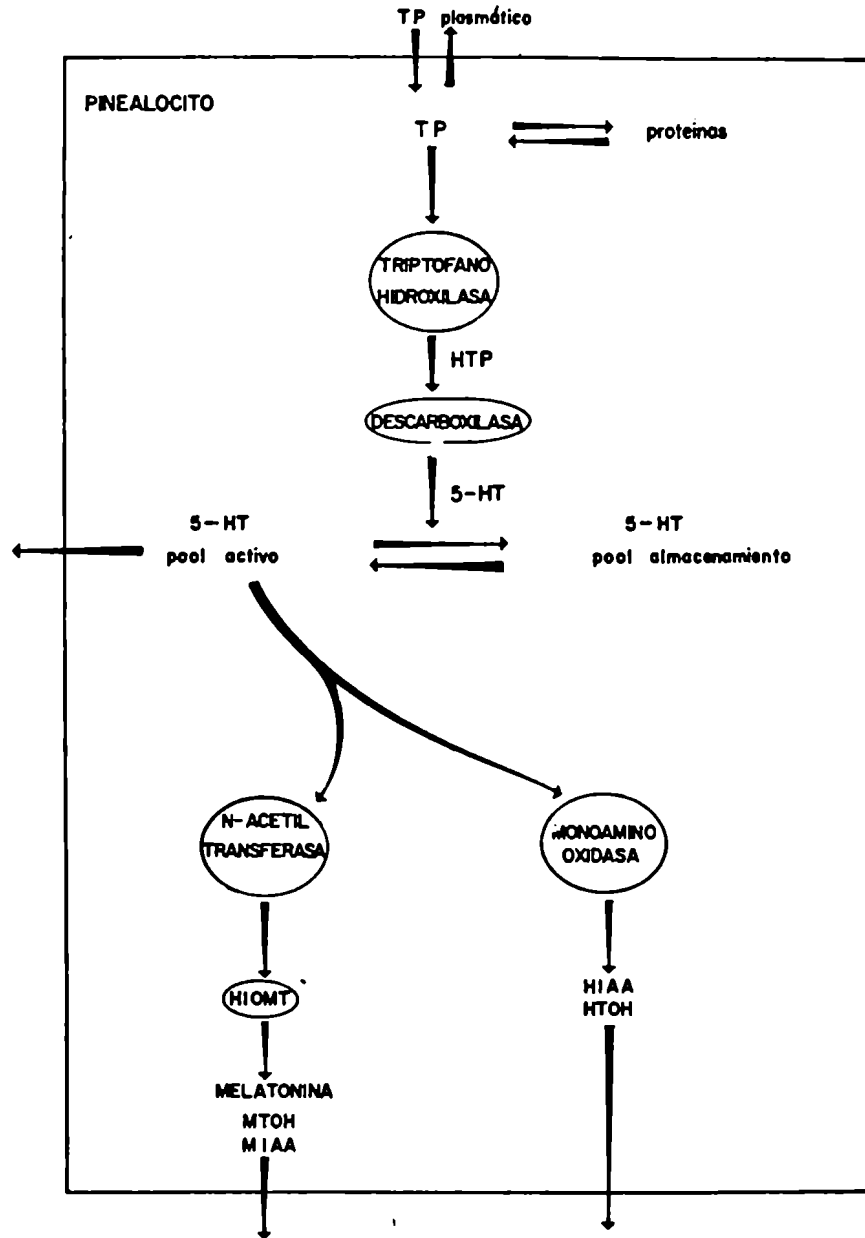 TP plasmático
PINEALOCITO
TP
proteinas
TRIPTOFANO
HIDROXILASA
HTP
DESCARBOXILASA
5-HT
5-HT
pool activo
5-HT
pool almacenamiento
N-ACETIL
TRANSFERASA
MONOAMINO
OXIDASA
HIOMT
HIAA
HTOH
MELATONINA
MTOH
MIAA